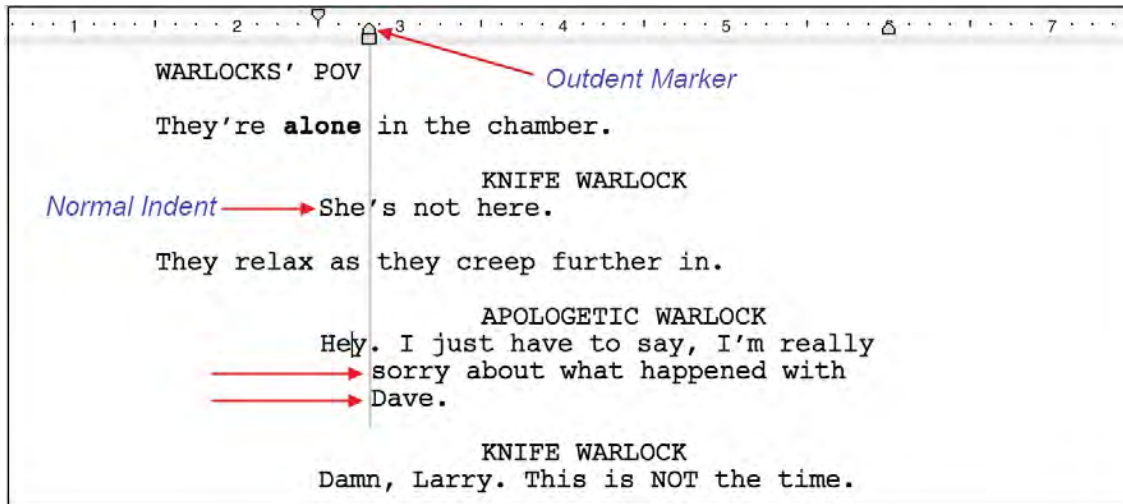 1 2 3 4 5 6 7
Outdent Marker
WARLOCKS' POV
They're alone in the chamber.
KNIFE WARLOCK
Normal Indent She's not here.
They relax as they creep further in.
APOLOGETIC WARLOCK
Hey. I just have to say, I'm really
sorry about what happened with
Dave.
KNIFE WARLOCK
Damn, Larry. This is NOT the time.